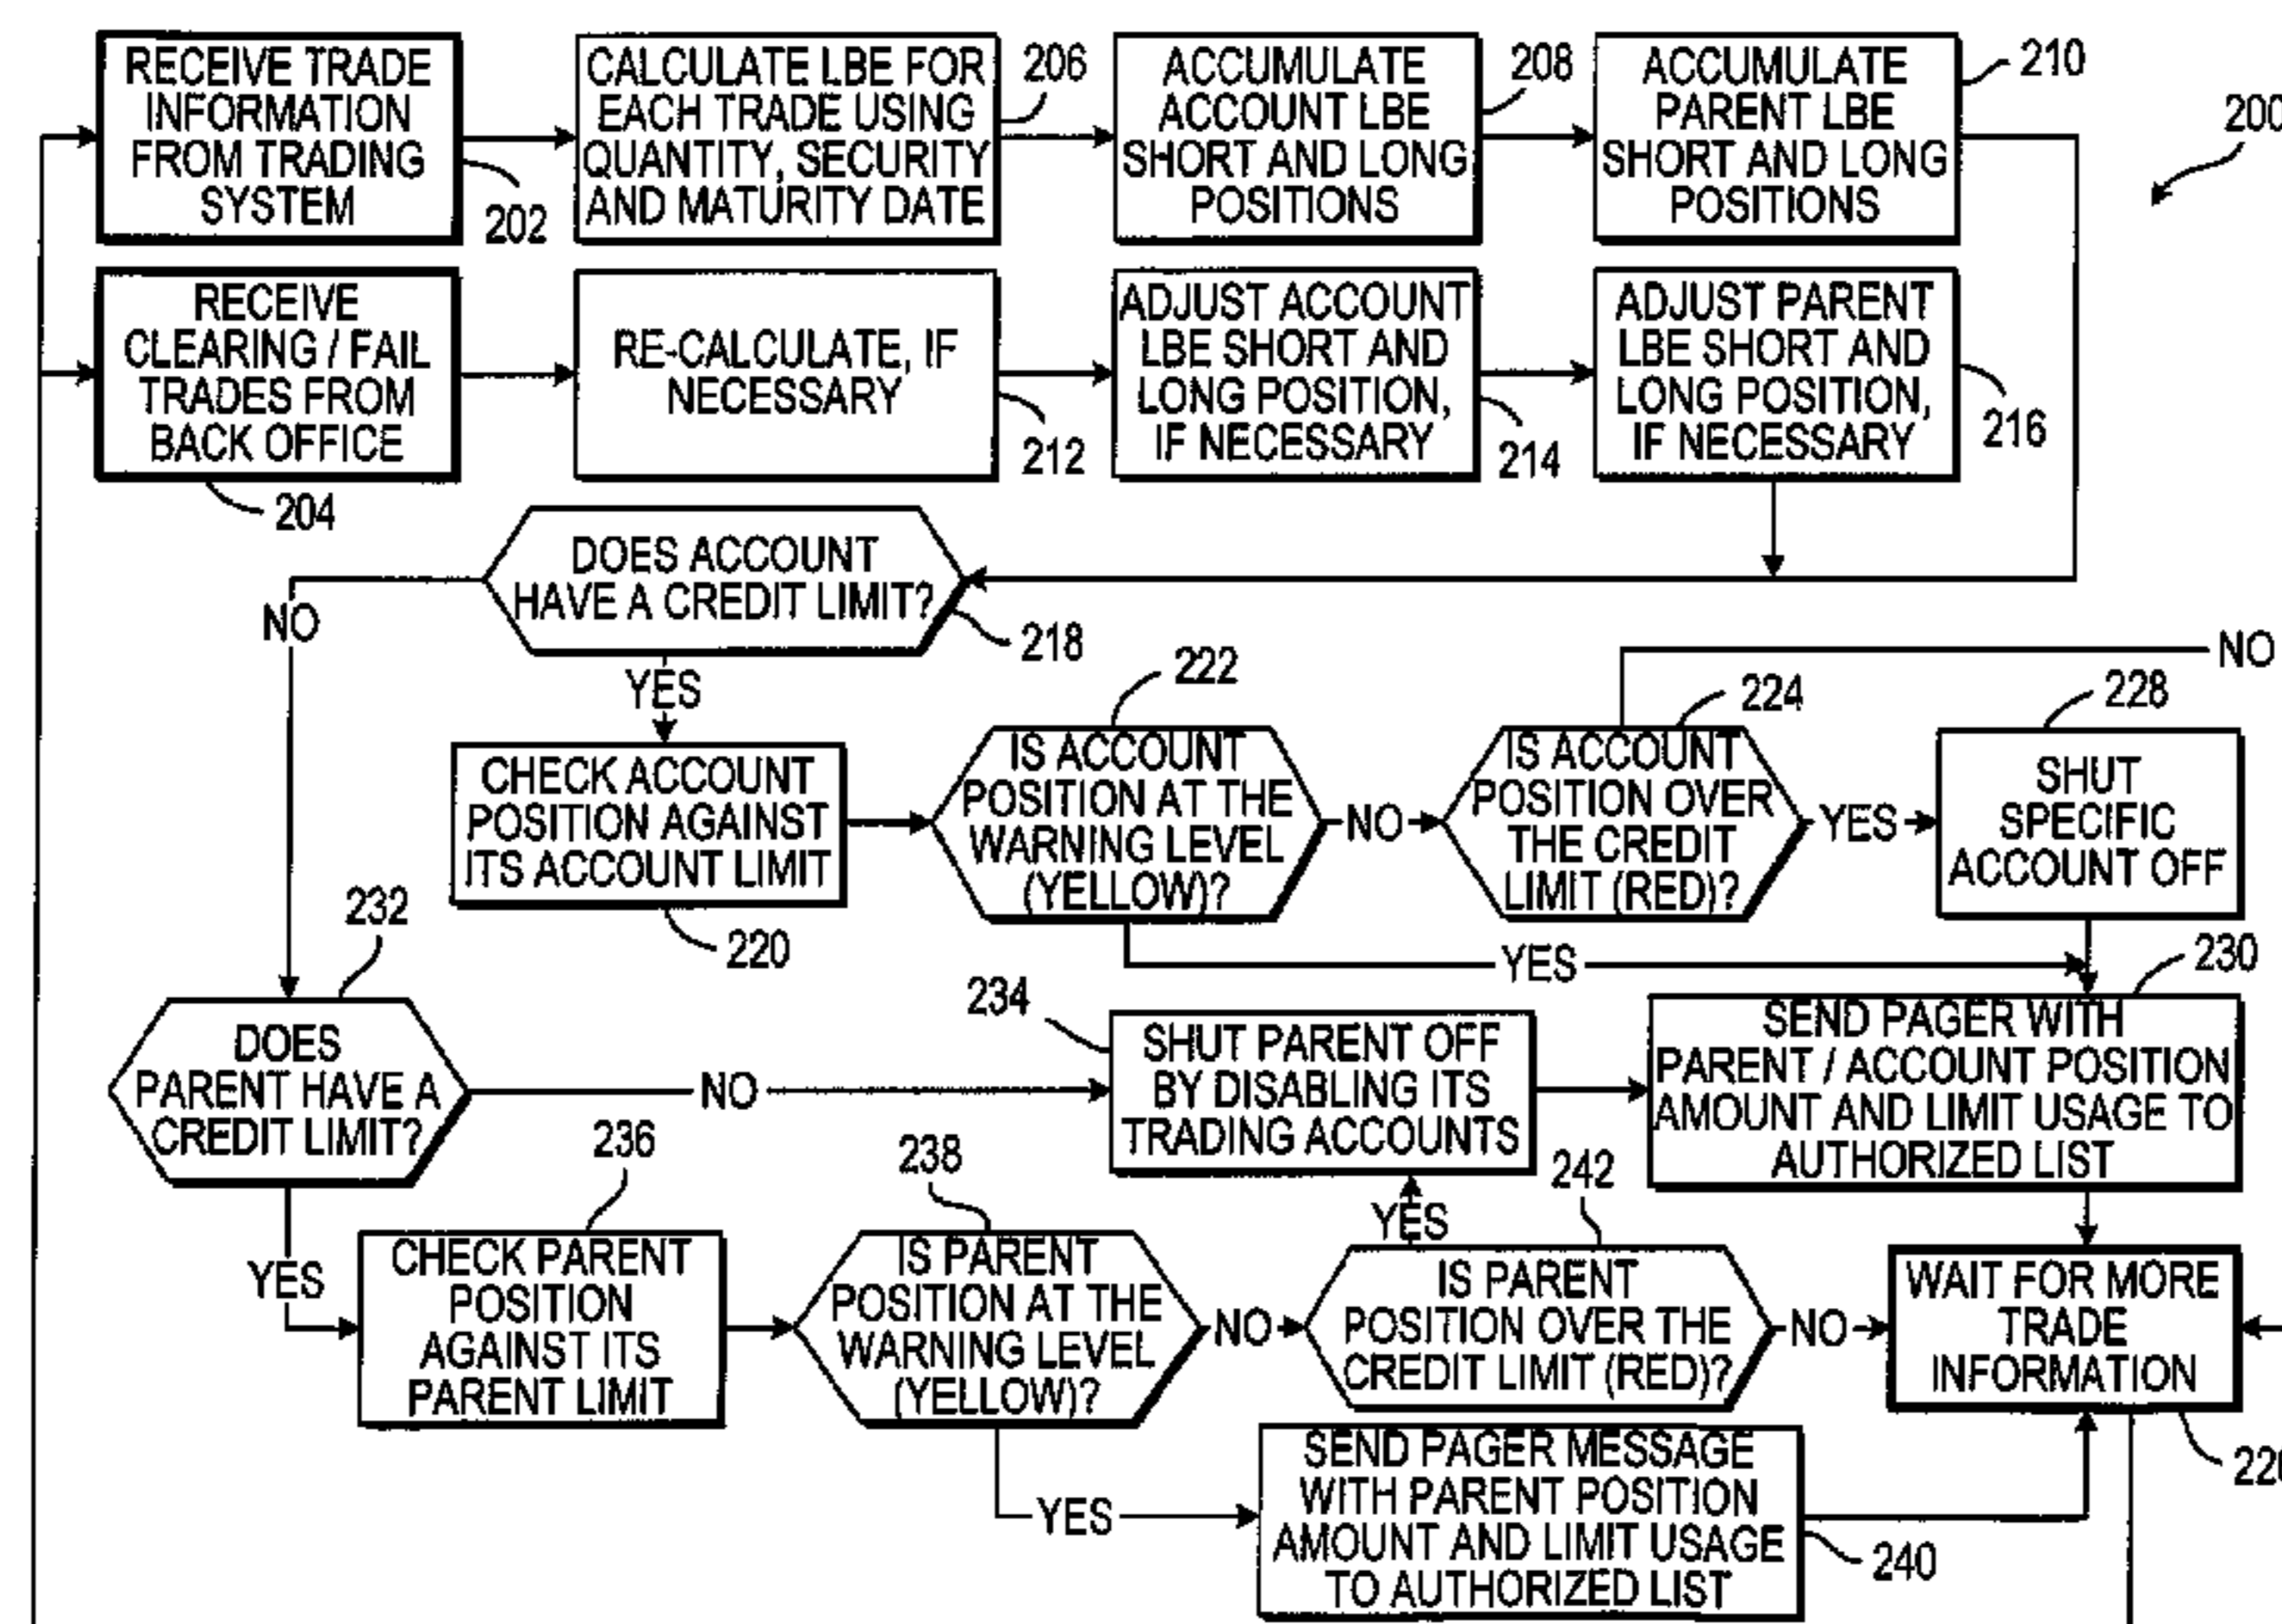 RECEIVE TRADE
INFORMATION
FROM TRADING
SYSTEM
202
CALCULATE LBE FOR
EACH TRADE USING
QUANTITY, SECURITY
AND MATURITY DATE
206
ACCUMULATE
ACCOUNT LBE
SHORT AND LONG
POSITIONS
208
ACCUMULATE
PARENT LBE
SHORT AND LONG
POSITIONS
210
200
RECEIVE
CLEARING / FAIL
TRADES FROM
BACK OFFICE
204
RE-CALCULATE, IF
NECESSARY
212
ADJUST ACCOUNT
LBE SHORT AND
LONG POSITION,
IF NECESSARY
214
ADJUST PARENT
LBE SHORT AND
LONG POSITION,
IF NECESSARY
216
DOES ACCOUNT
HAVE A CREDIT LIMIT?
218
NO
YES
CHECK ACCOUNT
POSITION AGAINST
ITS ACCOUNT LIMIT
220
222
IS ACCOUNT
POSITION AT THE
WARNING LEVEL
(YELLOW)?
NO
YES
224
IS ACCOUNT
POSITION OVER
THE CREDIT
LIMIT (RED)?
NO
YES
228
SHUT
SPECIFIC
ACCOUNT OFF
230
SEND PAGER WITH
PARENT / ACCOUNT POSITION
AMOUNT AND LIMIT USAGE TO
AUTHORIZED LIST
232
DOES
PARENT HAVE A
CREDIT LIMIT?
NO
YES
234
SHUT PARENT OFF
BY DISABLING ITS
TRADING ACCOUNTS
236
CHECK PARENT
POSITION
AGAINST ITS
PARENT LIMIT
238
IS PARENT
POSITION AT THE
WARNING LEVEL
(YELLOW)?
NO
YES
242
YES
IS PARENT
POSITION OVER THE
CREDIT LIMIT (RED)?
NO
WAIT FOR MORE
TRADE
INFORMATION
SEND PAGER MESSAGE
WITH PARENT POSITION
AMOUNT AND LIMIT USAGE
TO AUTHORIZED LIST
240